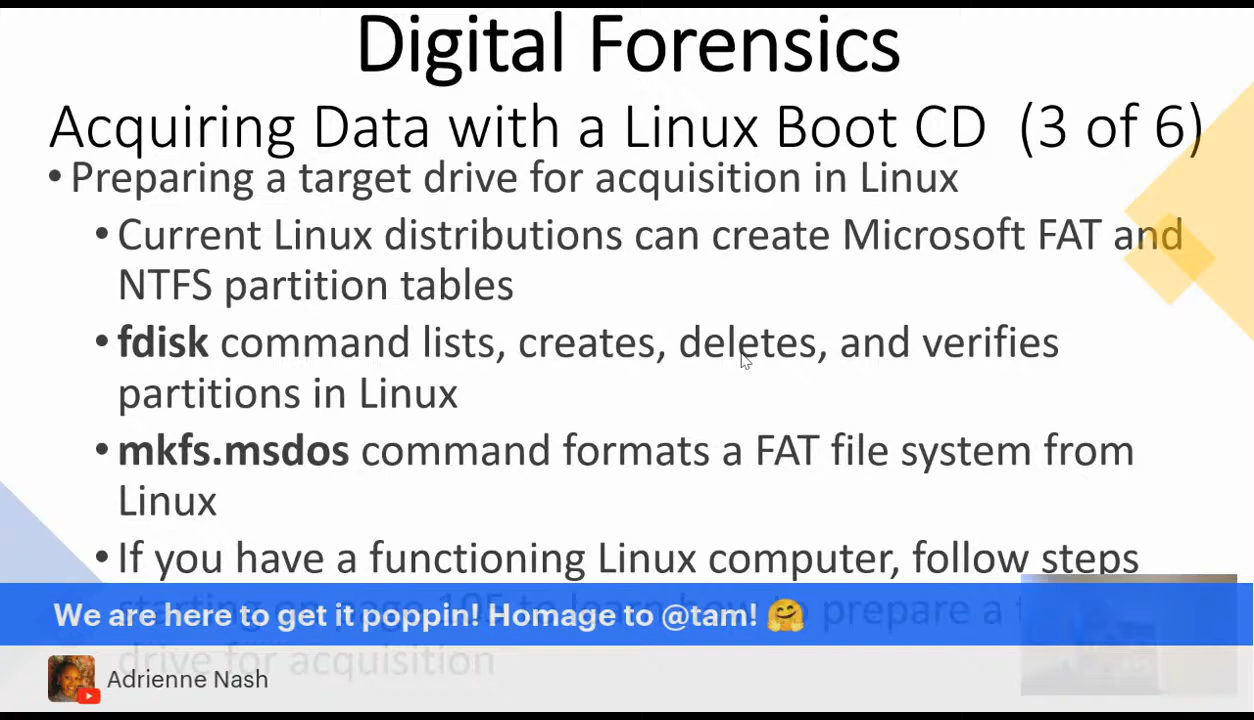 Digital Forensics
Acquiring Data with a Linux Boot CD (3 of 6)
• Preparing a target drive for acquisition in Linux
• Current Linux distributions can create Microsoft FAT and
NTFS partition tables
• fdisk command lists, creates, deletes, and verifies
partitions in Linux
• mkfs.msdos command formats a FAT file system from
Linux
• If you have a functioning Linux computer, follow steps
prepare a
We are here to get it poppin! Homage to @tam! 🤗
drive for acquisition
Adrienne Nash